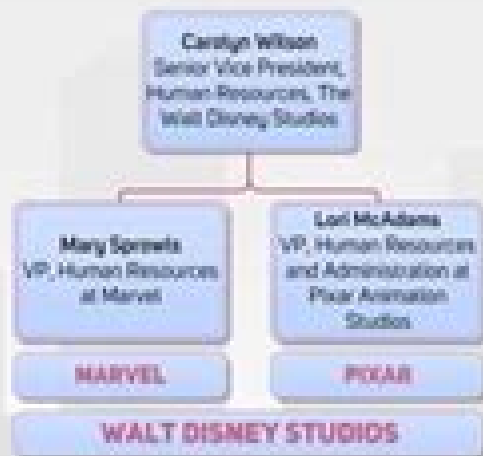 Carolyn Wilson
Senior Vice President,
Human Resources, The
Walt Disney Studios
Mary Sprowls
VP, Human Resources
at Marvel
Lori McAdams
VP, Human Resources
and Administration at
Pixar Animation
Studios
MARVEL
PIXAR
WALT DISNEY STUDIOS